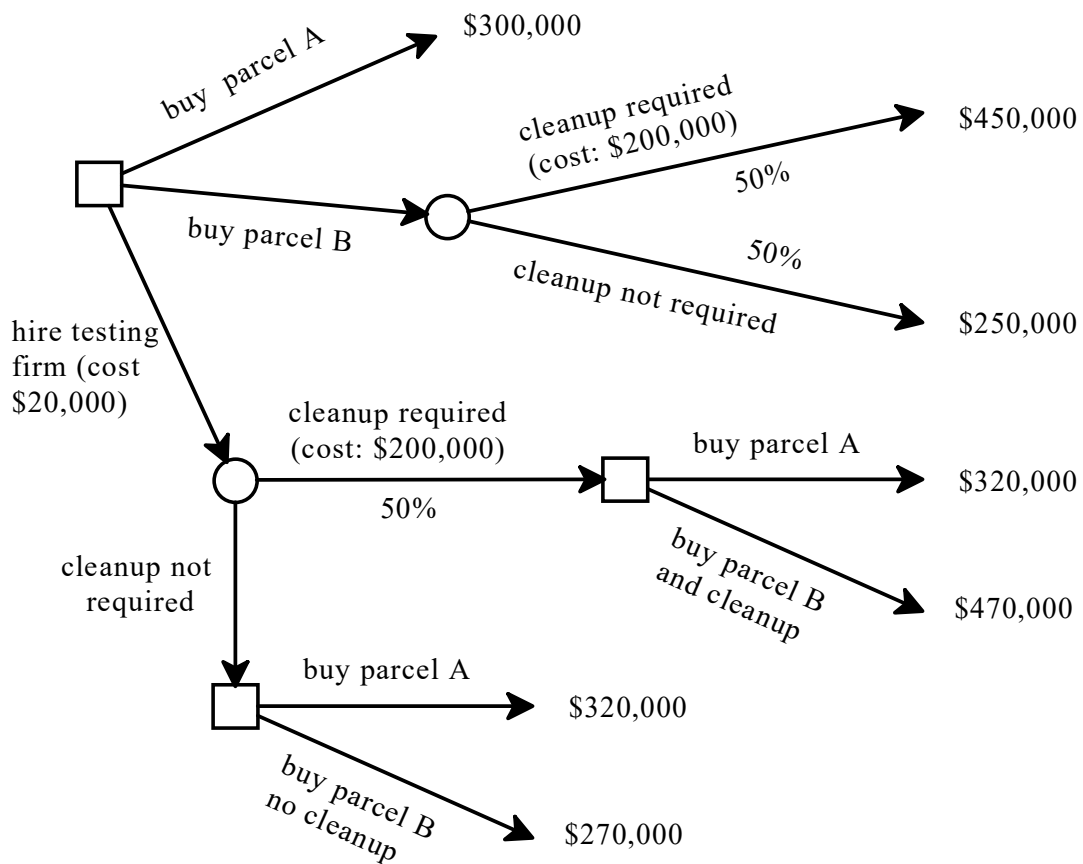 buy parcel A
$300,000
cleanup required
(cost: $200,000)
50%
$450,000
buy parcel B
50%
cleanup not required
$250,000
hire testing
firm (cost
$20,000)
cleanup required
(cost: $200,000)
50%
buy parcel A
$320,000
buy parcel B
and cleanup
$470,000
cleanup not
required
buy parcel A
$320,000
buy parcel B
no cleanup
$270,000